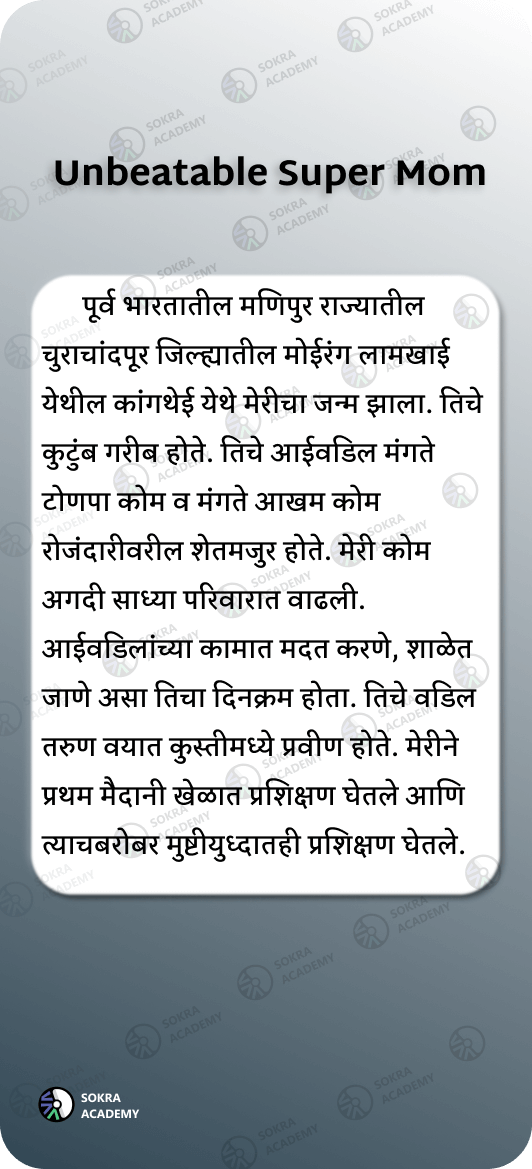 Unbeatable Super Mom
पूर्व भारतातील मणिपुर राज्यातील
चुराचांदपूर जिल्ह्यातील मोईरंग लामखाई
येथील कांगथेई येथे मेरीचा जन्म झाला. तिचे
कुटुंब गरीब होते. तिचे आईवडिल मंगते
टोणपा कोम व मंगते आखम कोम
रोजंदारीवरील शेतमजुर होते. मेरी कोम
अगदी साध्या परिवारात वाढली.
आईवडिलांच्या कामात मदत करणे, शाळेत
जाणे असा तिचा दिनक्रम होता. तिचे वडिल
तरुण वयात कुस्तीमध्ये प्रवीण होते. मेरीने
प्रथम मैदानी खेळात प्रशिक्षण घेतले आणि
त्याचबरोबर मुष्टीयुध्दातही प्रशिक्षण घेतले.
SOKRA
ACADEMY